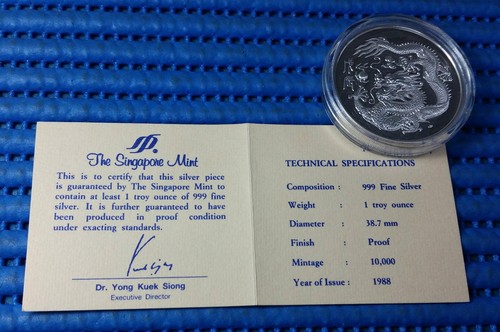 The Singapore Mint
This is to certify that this silver piece
is guaranteed by The Singapore Mint to
contain at least 1 troy ounce of 999 fine
silver. It is further guaranteed to have
been produced in proof condition
under exacting standards.
Dr. Yong Kuek Siong
Executive Director
TECHNICAL SPECIFICATIONS
Composition : 999 Fine Silver
Weight : 1 troy ounce
Diameter : 38.7 mm
Finish : Proof
Mintage : 10,000
Year of Issue : 1988